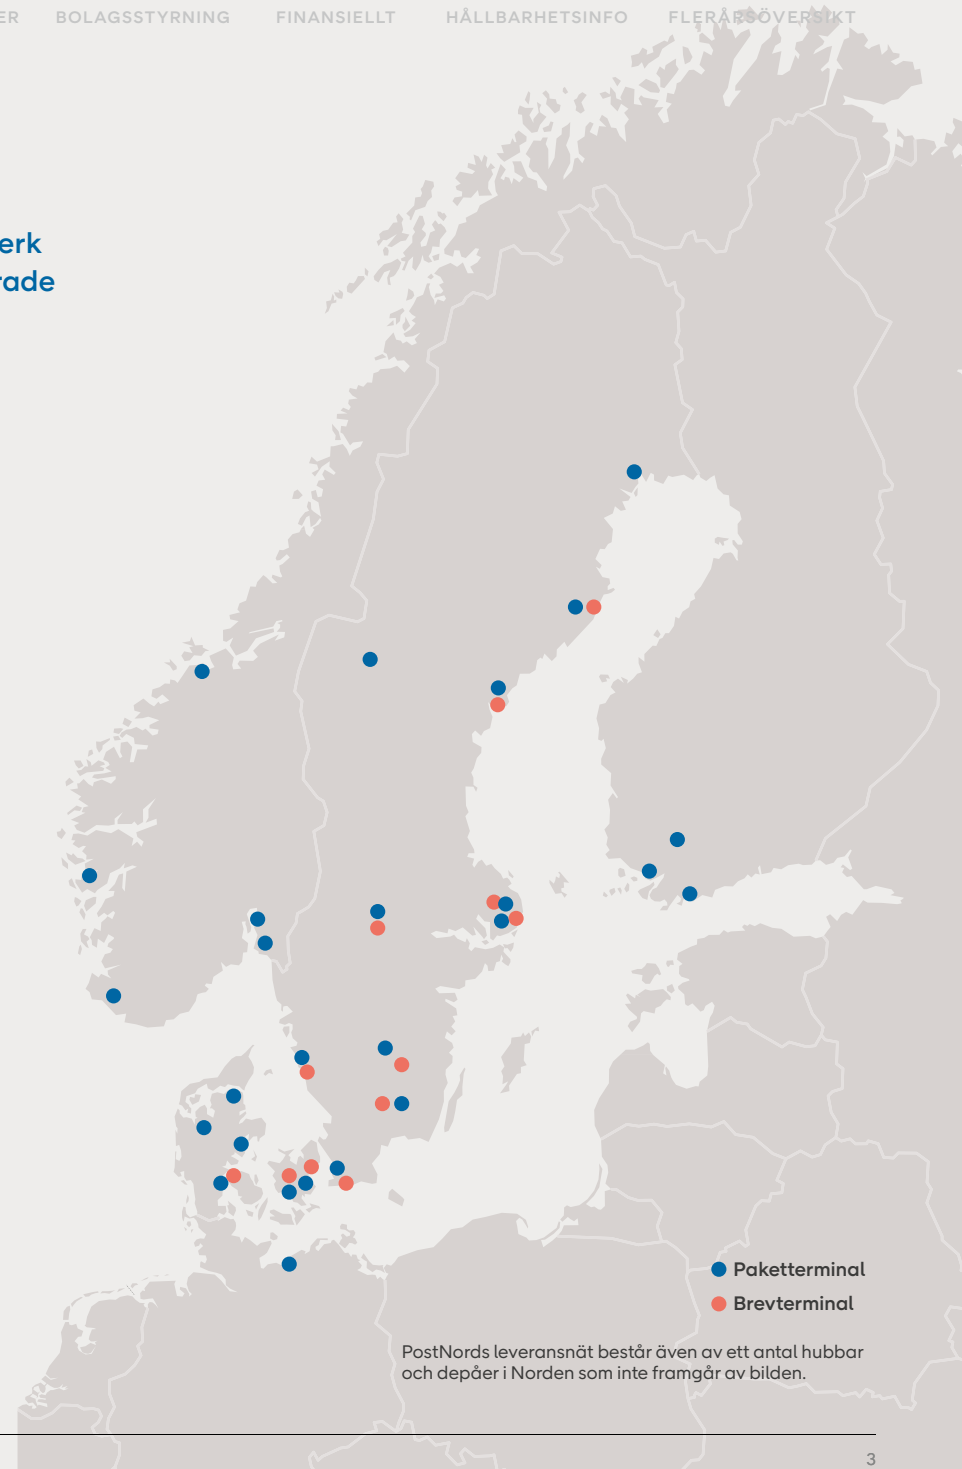 ER BOLAGSSTYRNING FINANSIELLT HÅLLBARHETSINFO FLERÅRSÖVERSIKT
erk
rade
Paketterminal
Brevterminal
PostNords leveransnät består även av ett antal hubbar
och depåer i Norden som inte framgår av bilden.
3